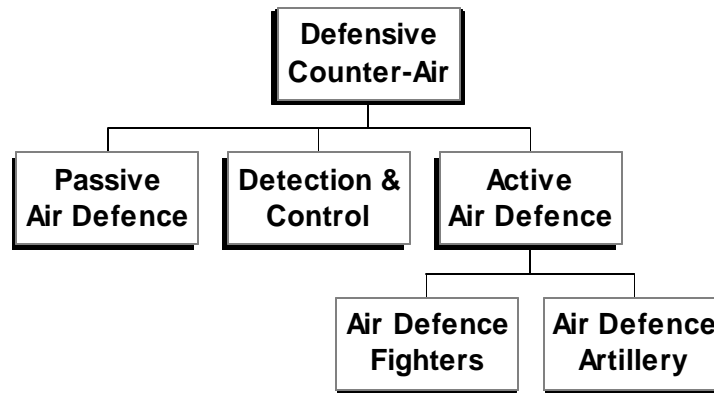 Defensive
Counter-Air
Passive
Air Defence
Detection &
Control
Active
Air Defence
Air Defence
Fighters
Air Defence
Artillery